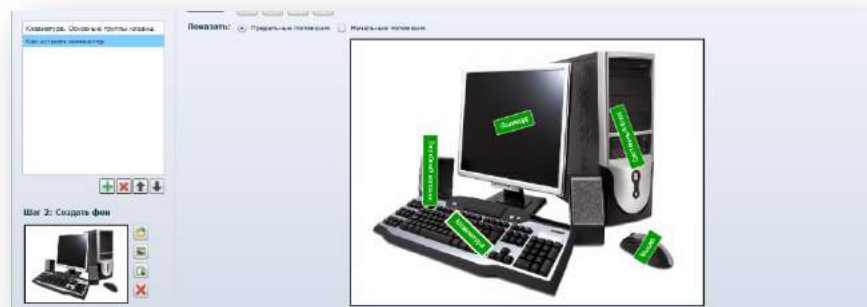 Клавиатура. Основные группы клавиш
Как устроен компьютер
Показать:
Правильные положения
Начальные положения
Монитор
Системный блок
Клавиатура
Мышь
Шаг 2: Создать фон